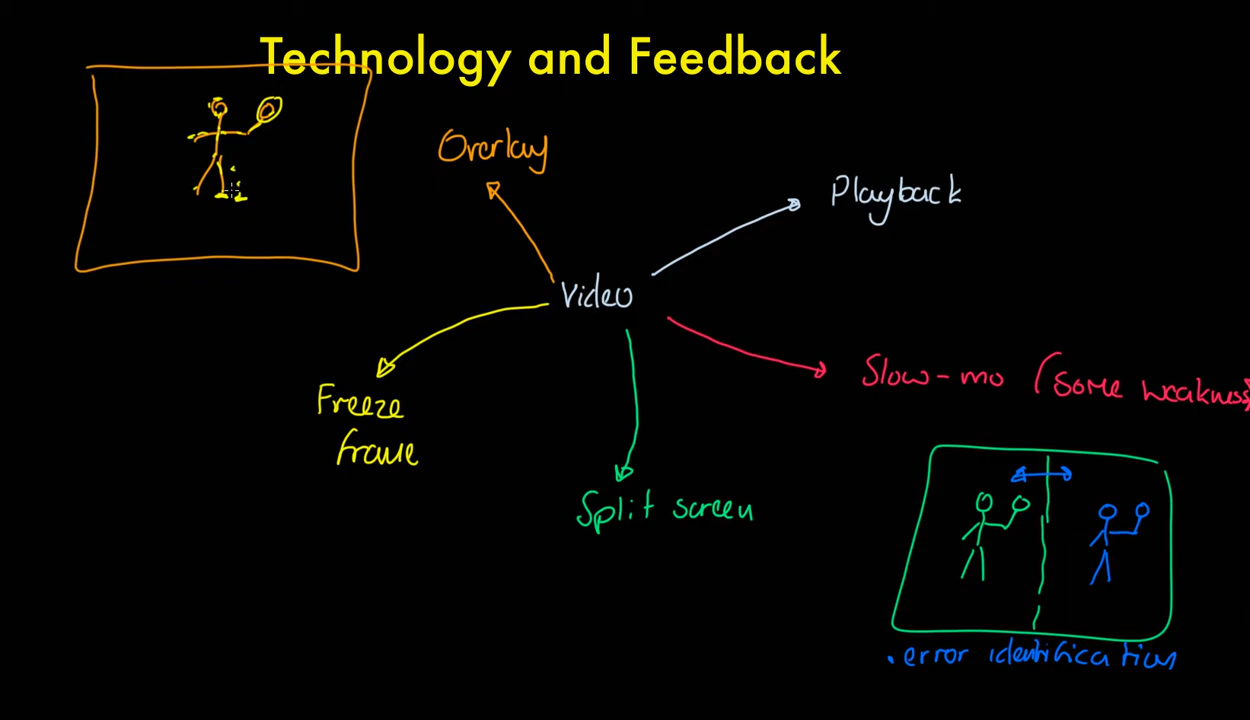 Technology and Feedback
Overlay
Playback
Video
Slow-mo (some weakness)
Freeze
frame
Split screen
. error identification